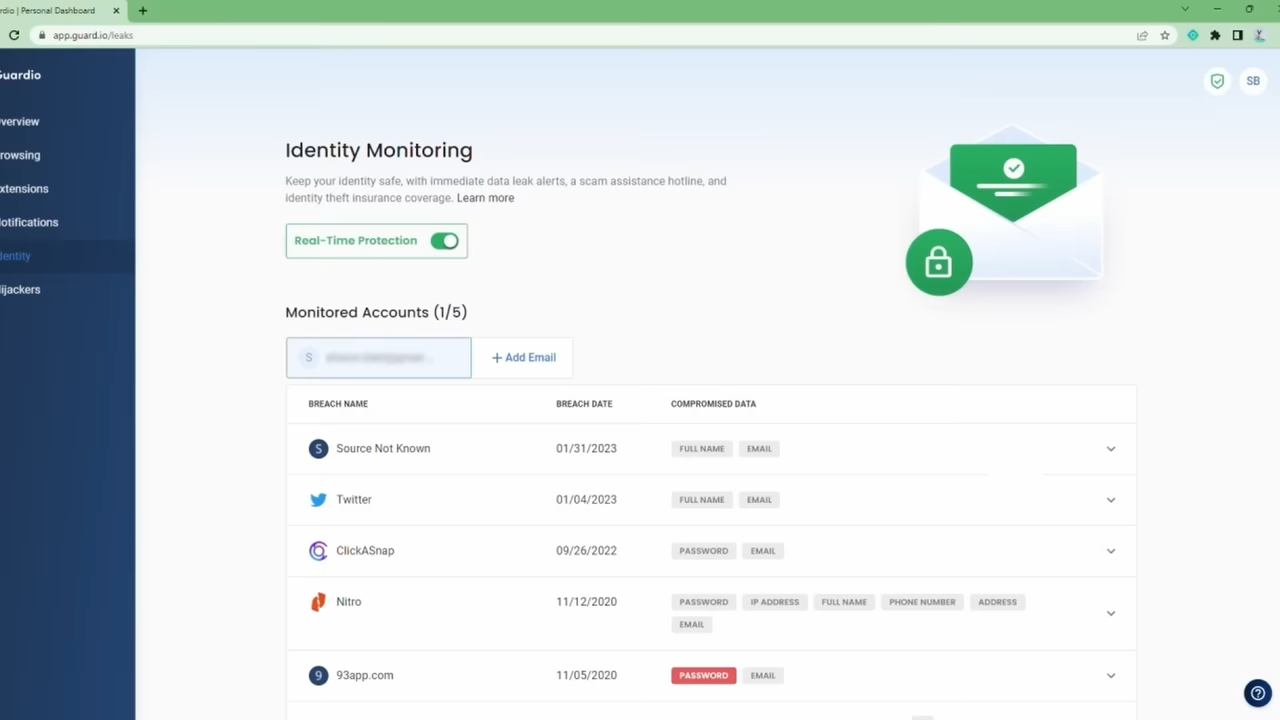 rdio | Personal Dashboard
app.guard.io/leaks
Guardio
SB
verview
rowsing
xtensions
otifications
dentity
ijackers
Identity Monitoring
Keep your identity safe, with immediate data leak alerts, a scam assistance hotline, and
identity theft insurance coverage. Learn more
Real-Time Protection
Monitored Accounts (1/5)
S
+ Add Email
BREACH NAME BREACH DATE COMPROMISED DATA
S Source Not Known 01/31/2023 FULL NAME EMAIL
Twitter 01/04/2023 FULL NAME EMAIL
ClickASnap 09/26/2022 PASSWORD EMAIL
Nitro 11/12/2020 PASSWORD IP ADDRESS FULL NAME PHONE NUMBER ADDRESS
EMAIL
9 93app.com 11/05/2020 PASSWORD EMAIL